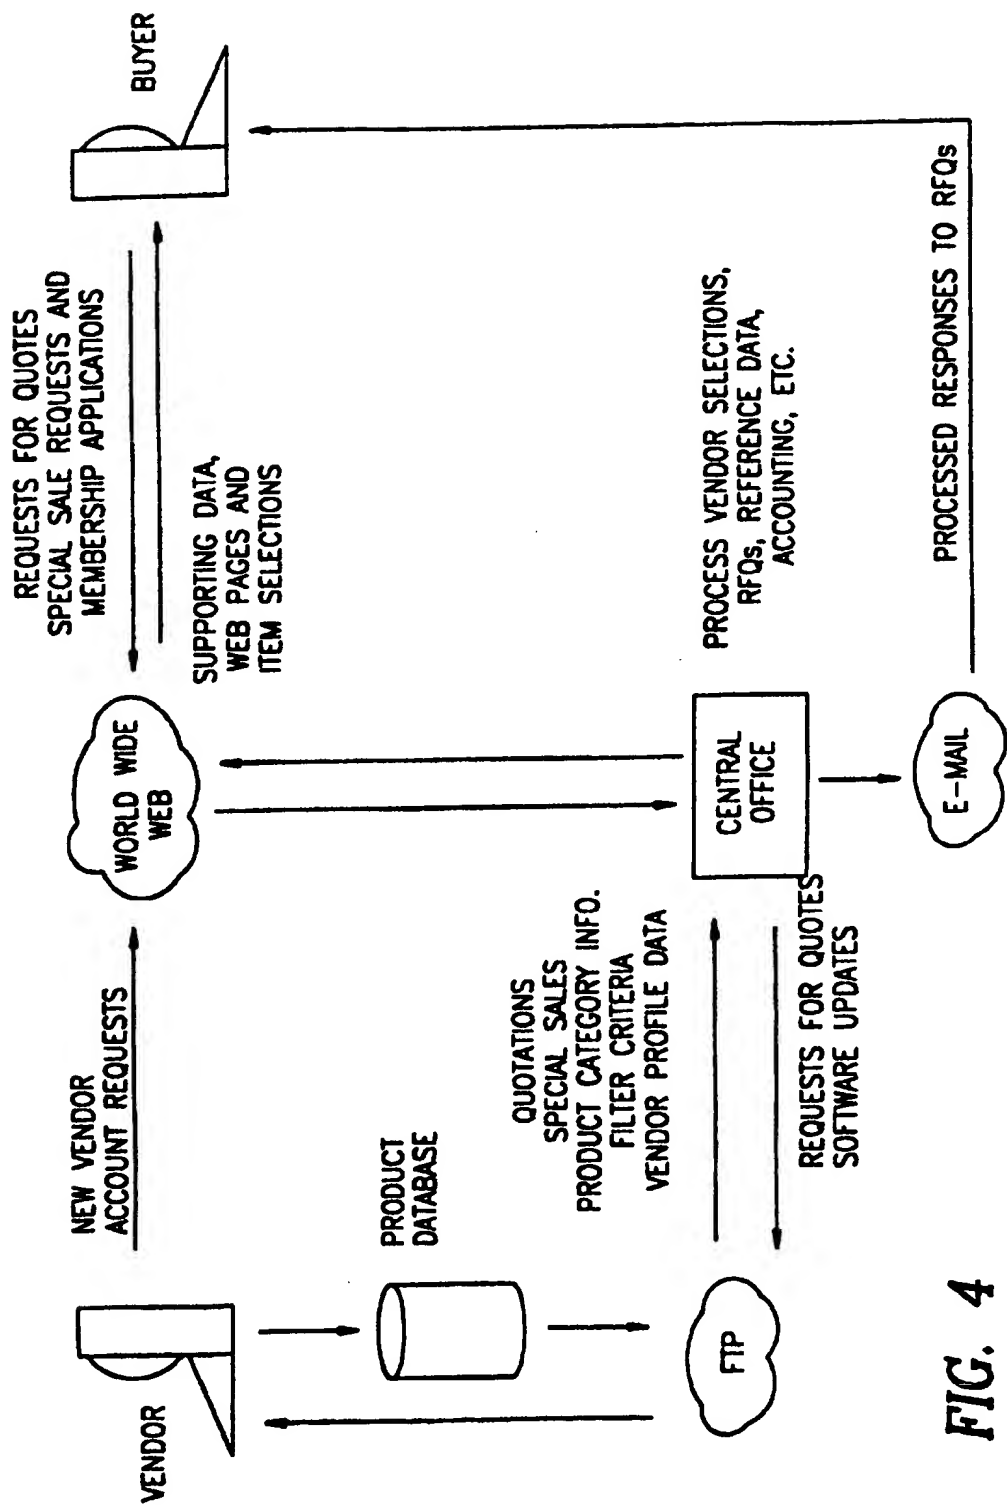 VENDOR
NEW VENDOR
ACCOUNT REQUESTS
WORLD WIDE
WEB
REQUESTS FOR QUOTES
SPECIAL SALE REQUESTS AND
MEMBERSHIP APPLICATIONS
BUYER
SUPPORTING DATA,
WEB PAGES AND
ITEM SELECTIONS
PRODUCT
DATABASE
QUOTATIONS
SPECIAL SALES
PRODUCT CATEGORY INFO.
FILTER CRITERIA
VENDOR PROFILE DATA
FTP
REQUESTS FOR QUOTES
SOFTWARE UPDATES
CENTRAL
OFFICE
PROCESS VENDOR SELECTIONS,
RFQs, REFERENCE DATA,
ACCOUNTING, ETC.
E-MAIL
PROCESSED RESPONSES TO RFQs
FIG. 4